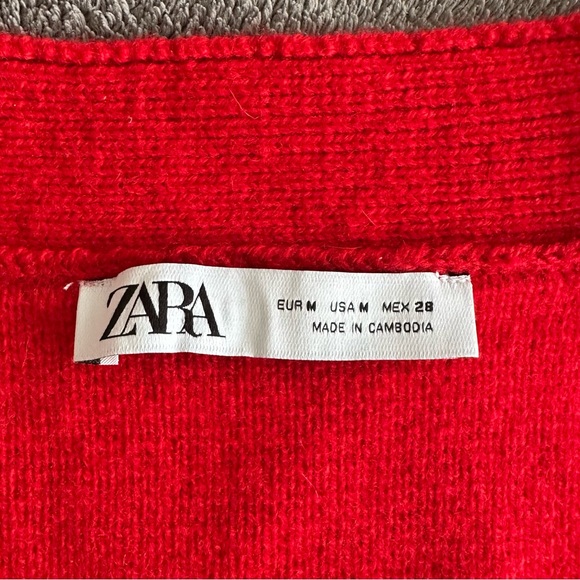 ZARA
EUR M USA M MEX 28
MADE IN CAMBODIA